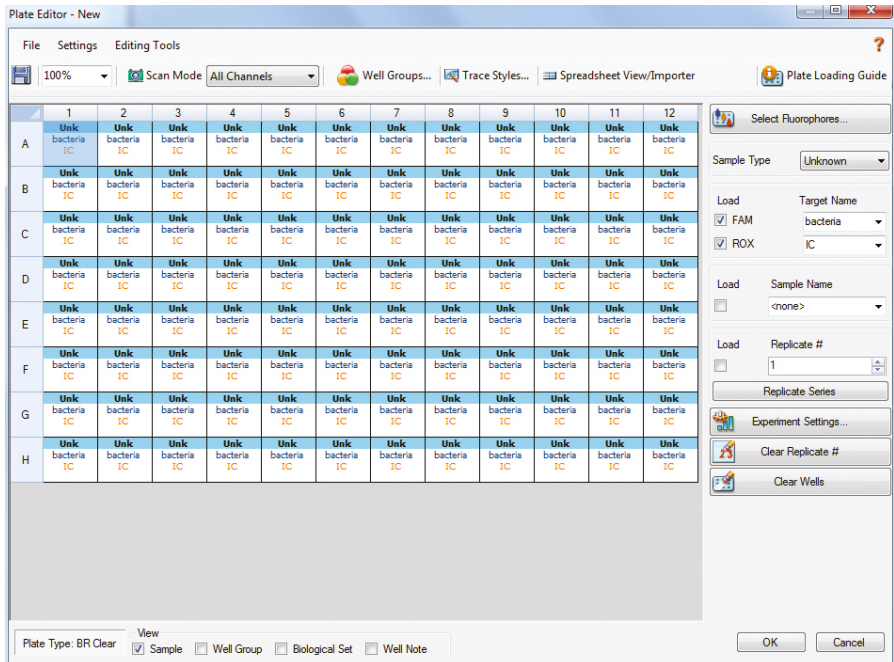 Plate Editor - New
File Settings Editing Tools ?
100% Scan Mode All Channels Well Groups... Trace Styles... Spreadsheet View/Importer Plate Loading Guide
1 2 3 4 5 6 7 8 9 10 11 12
Unk Unk Unk Unk Unk Unk Unk Unk Unk Unk Unk Unk
A bacteria bacteria bacteria bacteria bacteria bacteria bacteria bacteria bacteria bacteria bacteria bacteria
IC IC IC IC IC IC IC IC IC IC IC IC
Unk Unk Unk Unk Unk Unk Unk Unk Unk Unk Unk Unk
B bacteria bacteria bacteria bacteria bacteria bacteria bacteria bacteria bacteria bacteria bacteria bacteria
IC IC IC IC IC IC IC IC IC IC IC IC
Unk Unk Unk Unk Unk Unk Unk Unk Unk Unk Unk Unk
C bacteria bacteria bacteria bacteria bacteria bacteria bacteria bacteria bacteria bacteria bacteria bacteria
IC IC IC IC IC IC IC IC IC IC IC IC
Unk Unk Unk Unk Unk Unk Unk Unk Unk Unk Unk Unk
D bacteria bacteria bacteria bacteria bacteria bacteria bacteria bacteria bacteria bacteria bacteria bacteria
IC IC IC IC IC IC IC IC IC IC IC IC
Unk Unk Unk Unk Unk Unk Unk Unk Unk Unk Unk Unk
E bacteria bacteria bacteria bacteria bacteria bacteria bacteria bacteria bacteria bacteria bacteria bacteria
IC IC IC IC IC IC IC IC IC IC IC IC
Unk Unk Unk Unk Unk Unk Unk Unk Unk Unk Unk Unk
F bacteria bacteria bacteria bacteria bacteria bacteria bacteria bacteria bacteria bacteria bacteria bacteria
IC IC IC IC IC IC IC IC IC IC IC IC
Unk Unk Unk Unk Unk Unk Unk Unk Unk Unk Unk Unk
G bacteria bacteria bacteria bacteria bacteria bacteria bacteria bacteria bacteria bacteria bacteria bacteria
IC IC IC IC IC IC IC IC IC IC IC IC
Unk Unk Unk Unk Unk Unk Unk Unk Unk Unk Unk Unk
H bacteria bacteria bacteria bacteria bacteria bacteria bacteria bacteria bacteria bacteria bacteria bacteria
IC IC IC IC IC IC IC IC IC IC IC IC
Select Fluorophores...
Sample Type Unknown
Load Target Name
FAM bacteria
ROX IC
Load Sample Name
<none>
Load Replicate #
1
Replicate Series
Experiment Settings...
Clear Replicate #
Clear Wells
Plate Type: BR Clear
View
Sample Well Group Biological Set Well Note
OK Cancel